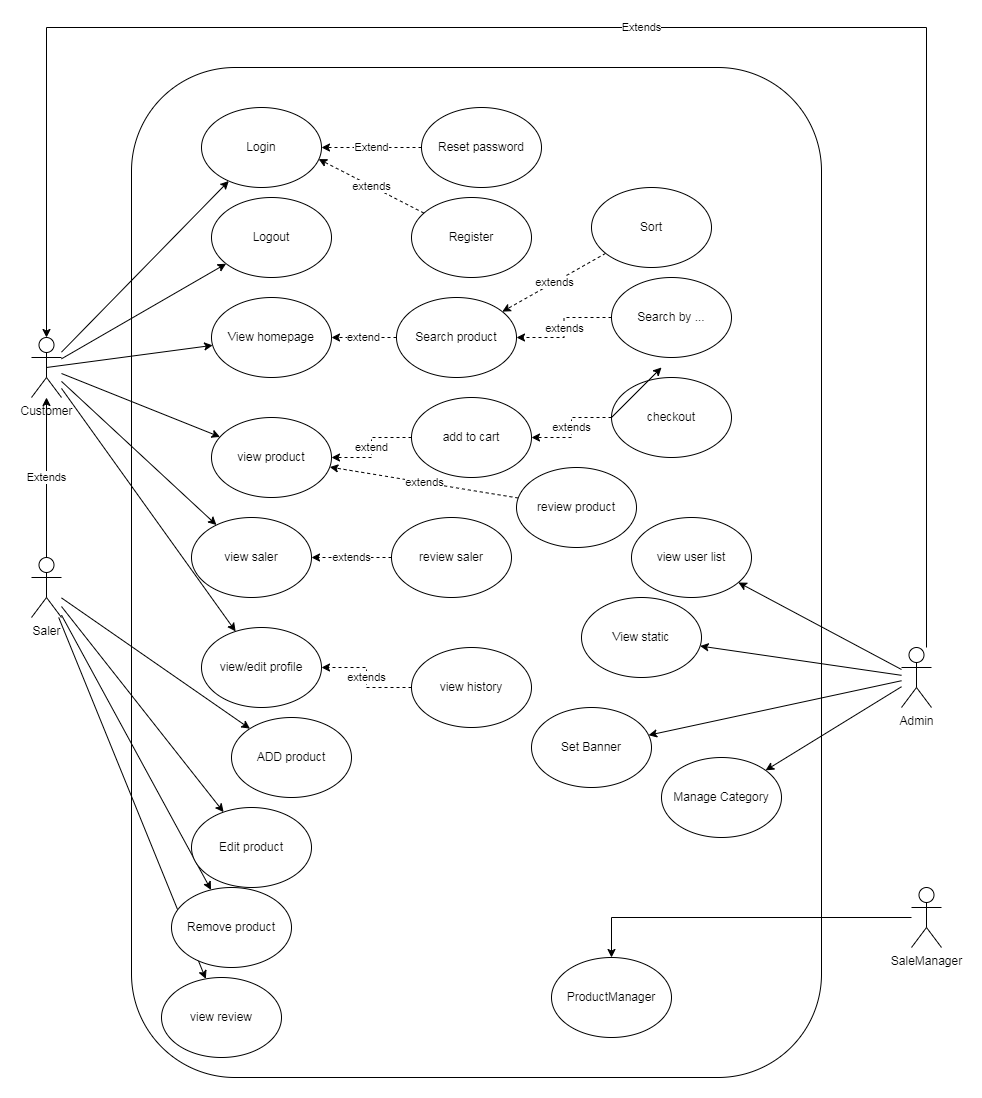 Extends
Login
Extend
Reset password
extends
Logout
Register
Sort
extends
View homepage
extend
Search product
extends
Search by ...
Customer
view product
extend
add to cart
extends
checkout
Extends
extends
review product
view saler
extends
review saler
view user list
Saler
View static
view/edit profile
extends
view history
Admin
ADD product
Set Banner
Manage Category
Edit product
Remove product
SaleManager
ProductManager
view review